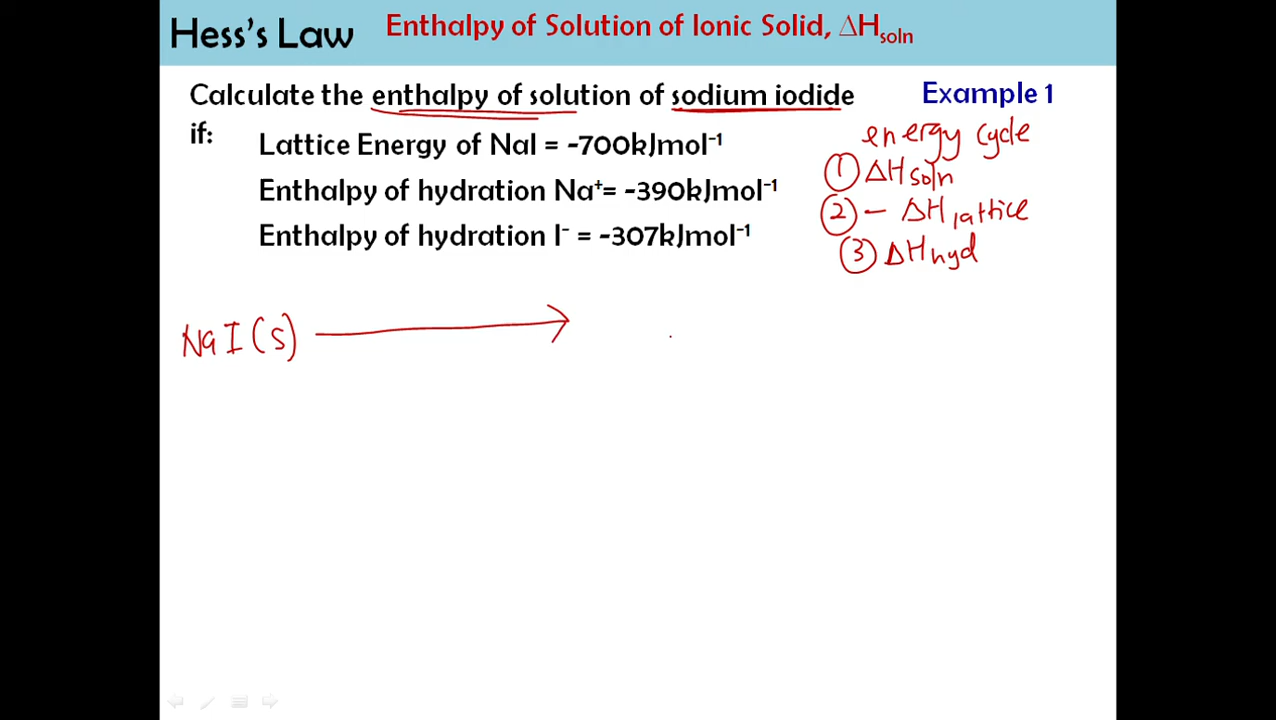 Hess's Law Enthalpy of Solution of Ionic Solid, ΔHsoln
Calculate the enthalpy of solution of sodium iodide Example 1
if:
Lattice Energy of NaI = -700kJmol⁻¹
Enthalpy of hydration Na⁺= -390kJmol⁻¹
Enthalpy of hydration I⁻ = -307kJmol⁻¹
energy cycle
① ΔHsoln
② - ΔHlattice
③ ΔHhyd
NaI(s) →